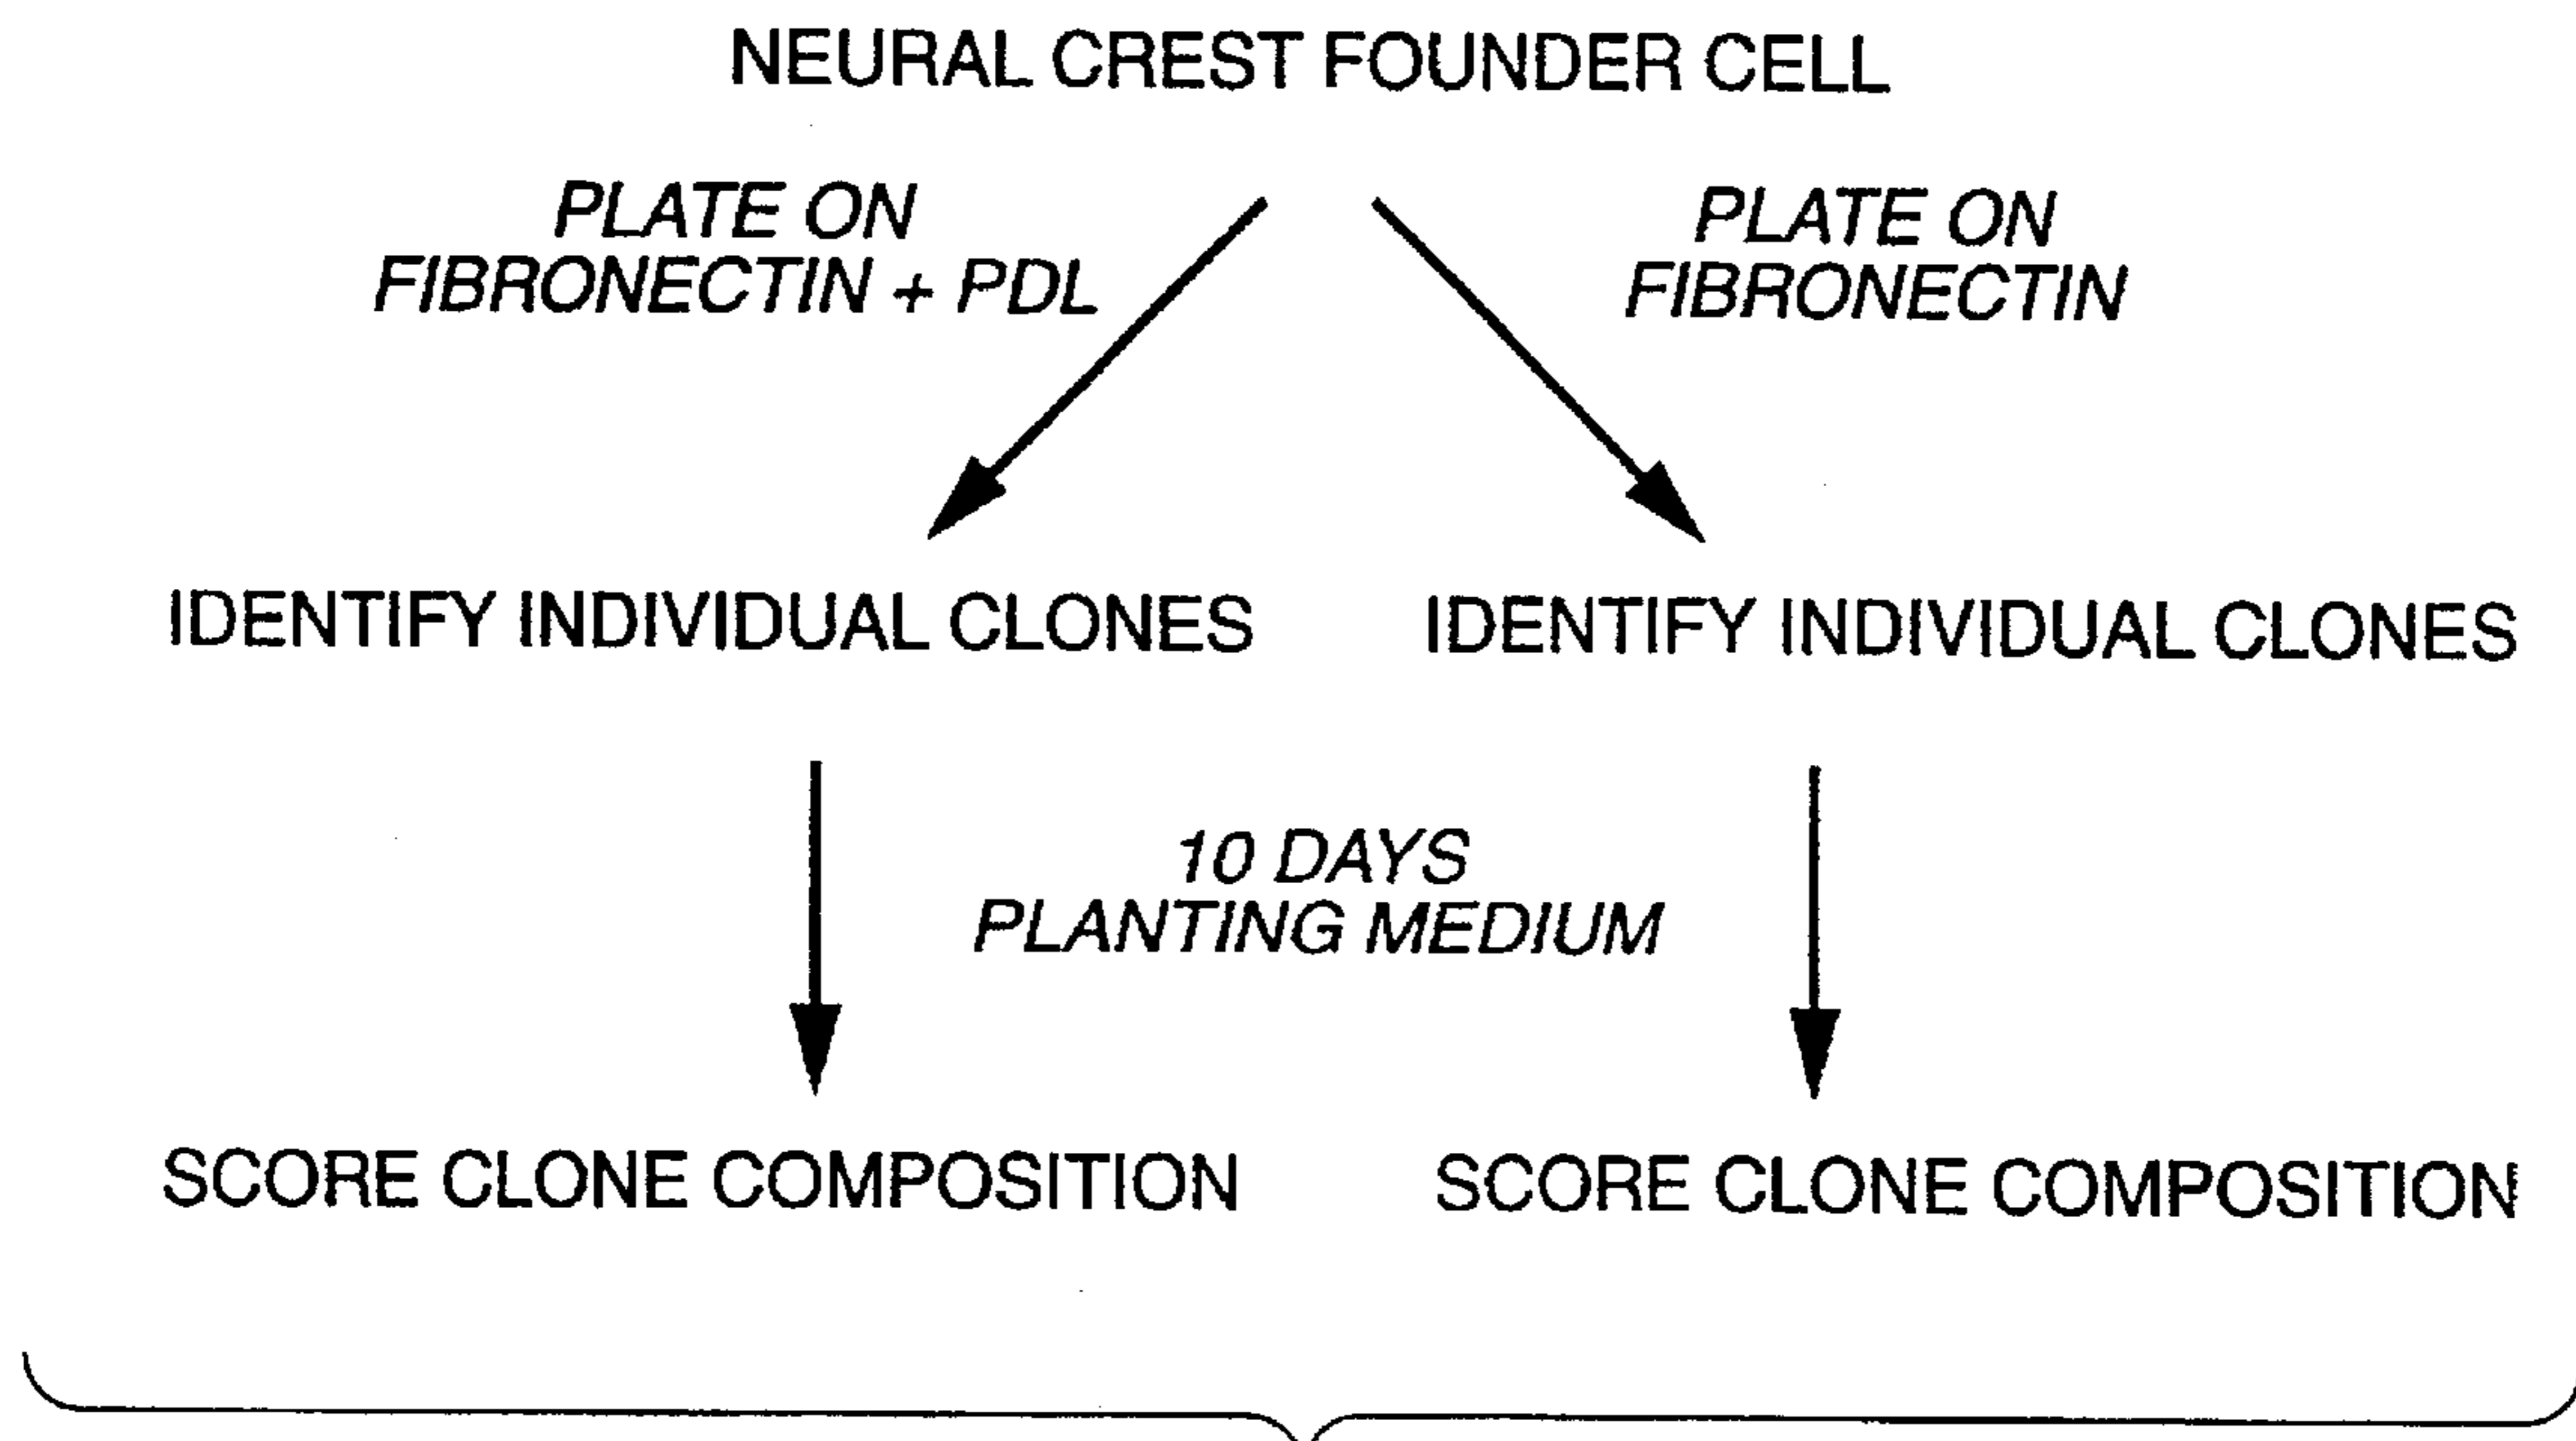 NEURAL CREST FOUNDER CELL
PLATE ON
FIBRONECTIN + PDL
PLATE ON
FIBRONECTIN
IDENTIFY INDIVIDUAL CLONES
IDENTIFY INDIVIDUAL CLONES
10 DAYS
PLANTING MEDIUM
SCORE CLONE COMPOSITION
SCORE CLONE COMPOSITION